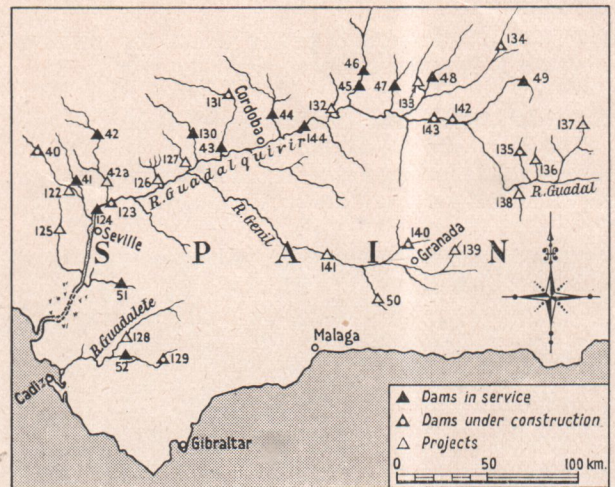 134
46
45
47
48
49
133
131
Cordoba
44
132
142
143
137
42
130
43
144
135
136
40
127
R. Guadalquivir
41
42a
126
122
123
R. Guadal
138
124
Seville
125
R. Genil
140
Granada
139
SPAIN
141
50
51
R. Guadalete
128
52
129
Malaga
Cadiz
Gibraltar
Dams in service
Dams under construction
Projects
0 50 100 km.